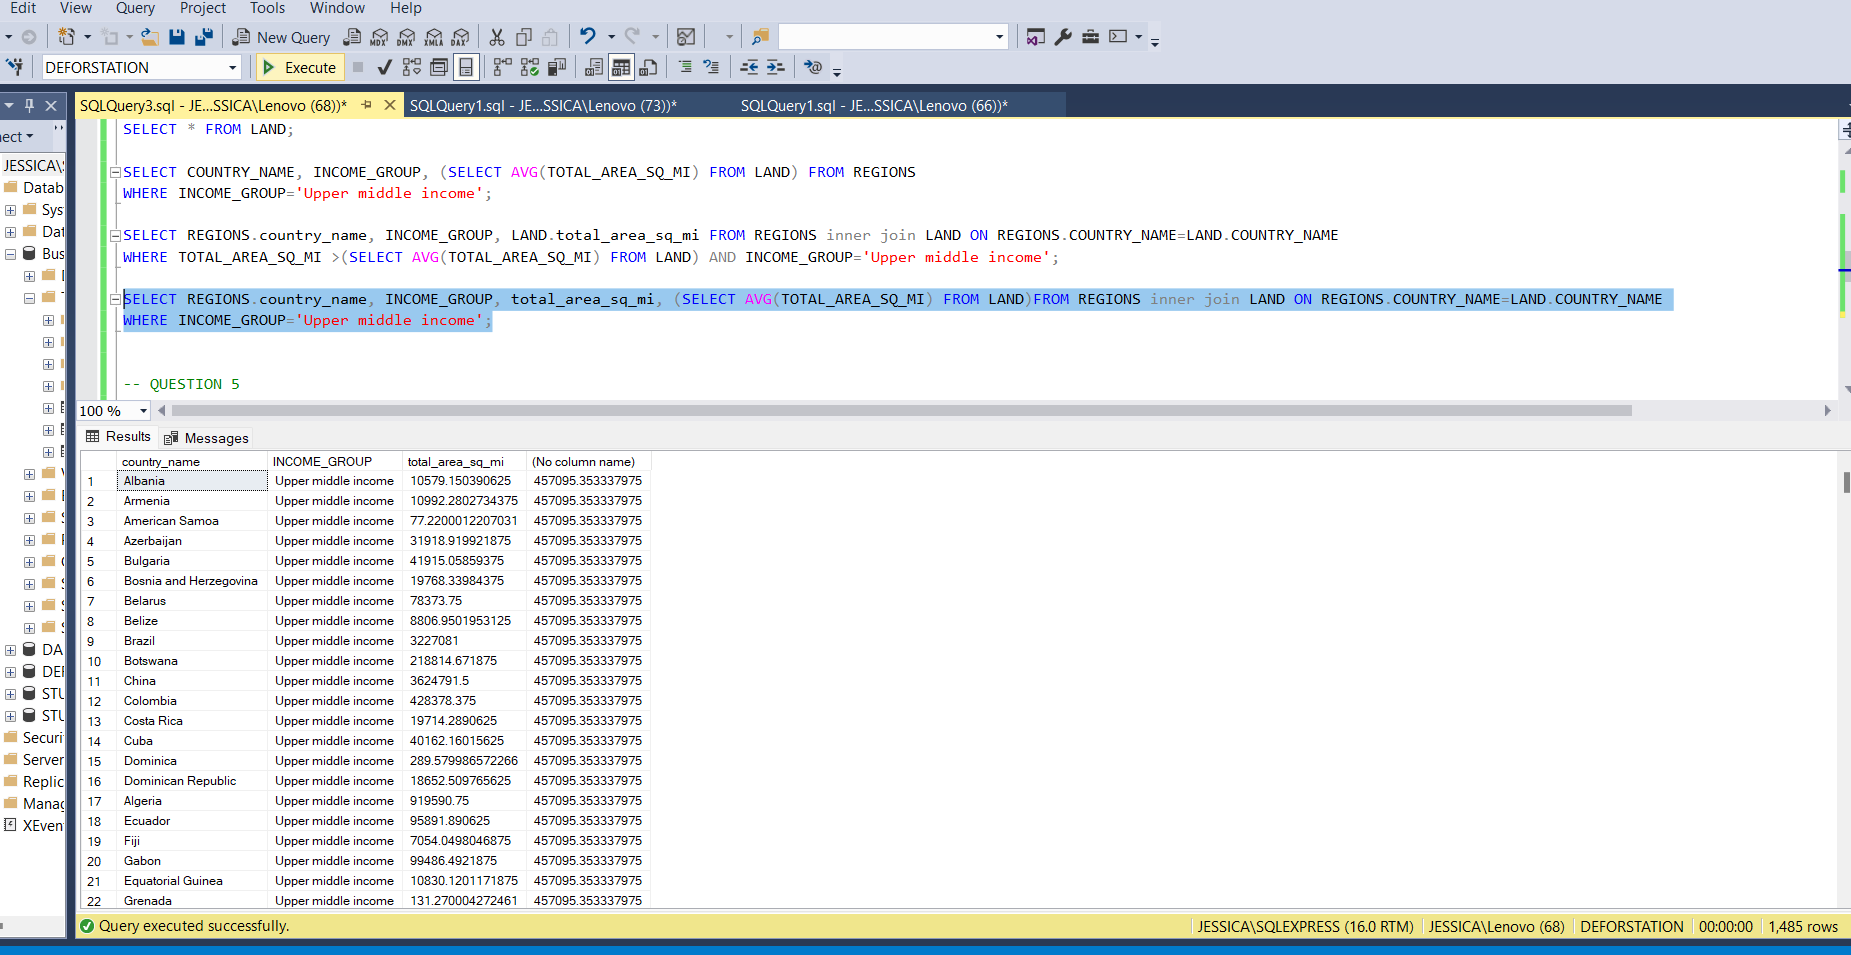 Edit View Query Project Tools Window Help
New Query MDX DMX XMLA DAX
DEFORSTATION Execute
SQLQuery3.sql - JE...SSICA\Lenovo (68))* SQLQuery1.sql - JE...SSICA\Lenovo (73))* SQLQuery1.sql - JE...SSICA\Lenovo (66))*
SELECT * FROM LAND;
SELECT COUNTRY_NAME, INCOME_GROUP, (SELECT AVG(TOTAL_AREA_SQ_MI) FROM LAND) FROM REGIONS
WHERE INCOME_GROUP='Upper middle income';
SELECT REGIONS.country_name, INCOME_GROUP, LAND.total_area_sq_mi FROM REGIONS inner join LAND ON REGIONS.COUNTRY_NAME=LAND.COUNTRY_NAME
WHERE TOTAL_AREA_SQ_MI >(SELECT AVG(TOTAL_AREA_SQ_MI) FROM LAND) AND INCOME_GROUP='Upper middle income';
SELECT REGIONS.country_name, INCOME_GROUP, total_area_sq_mi, (SELECT AVG(TOTAL_AREA_SQ_MI) FROM LAND)FROM REGIONS inner join LAND ON REGIONS.COUNTRY_NAME=LAND.COUNTRY_NAME
WHERE INCOME_GROUP='Upper middle income';
-- QUESTION 5
100 %
nect
JESSICA\
Datab
Sys
Dat
Bus
DA
DEF
STU
STU
Securi
Server
Replic
Manag
XEven
Results Messages
country_name INCOME_GROUP total_area_sq_mi (No column name)
1 Albania Upper middle income 10579.150390625 457095.353337975
2 Armenia Upper middle income 10992.2802734375 457095.353337975
3 American Samoa Upper middle income 77.2200012207031 457095.353337975
4 Azerbaijan Upper middle income 31918.919921875 457095.353337975
5 Bulgaria Upper middle income 41915.05859375 457095.353337975
6 Bosnia and Herzegovina Upper middle income 19768.33984375 457095.353337975
7 Belarus Upper middle income 78373.75 457095.353337975
8 Belize Upper middle income 8806.9501953125 457095.353337975
9 Brazil Upper middle income 3227081 457095.353337975
10 Botswana Upper middle income 218814.671875 457095.353337975
11 China Upper middle income 3624791.5 457095.353337975
12 Colombia Upper middle income 428378.375 457095.353337975
13 Costa Rica Upper middle income 19714.2890625 457095.353337975
14 Cuba Upper middle income 40162.16015625 457095.353337975
15 Dominica Upper middle income 289.579986572266 457095.353337975
16 Dominican Republic Upper middle income 18652.509765625 457095.353337975
17 Algeria Upper middle income 919590.75 457095.353337975
18 Ecuador Upper middle income 95891.890625 457095.353337975
19 Fiji Upper middle income 7054.0498046875 457095.353337975
20 Gabon Upper middle income 99486.4921875 457095.353337975
21 Equatorial Guinea Upper middle income 10830.1201171875 457095.353337975
22 Grenada Upper middle income 131.270004272461 457095.353337975
Query executed successfully. JESSICA\SQLEXPRESS (16.0 RTM) JESSICA\Lenovo (68) DEFORSTATION 00:00:00 1,485 rows